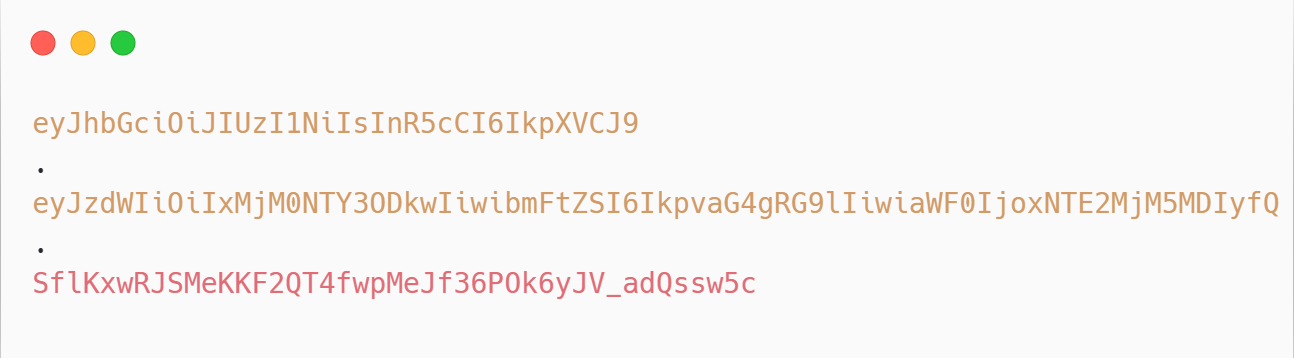 eyJhbGciOiJIUzI1NiIsInR5cCI6IkpXVCJ9
.
eyJzdWIiOiIxMjM0NTY3ODkwIiwibmFtZSI6IkpvaG4gRG9lIiwiaWF0IjoxNTE2MjM5MDIyfQ
.
SflKxwRJSMeKKF2QT4fwpMeJf36POk6yJV_adQssw5c